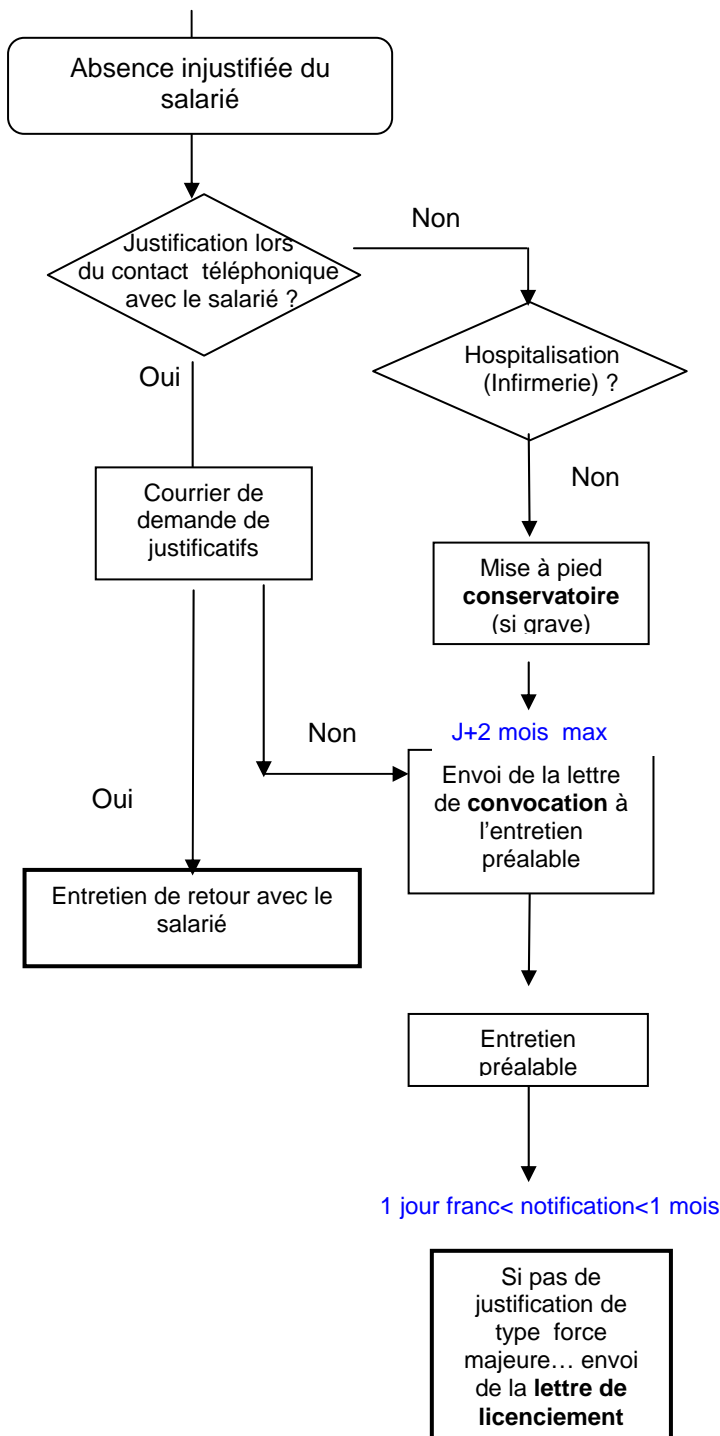 Absence injustifiée du
salarié
Non
Justification lors
du contact  téléphonique
avec le salarié ?
Hospitalisation
(Infirmerie) ?
Oui
Non
Courrier de
demande de
justificatifs
Mise à pied
conservatoire
(si grave)
Non
J+2 mois  max
Envoi de la lettre
de convocation à
l’entretien
préalable
Oui
Entretien de retour avec le
salarié
Entretien
préalable
1 jour franc< notification<1 mois
Si pas de
justification de
type  force
majeure… envoi
de la lettre de
licenciement